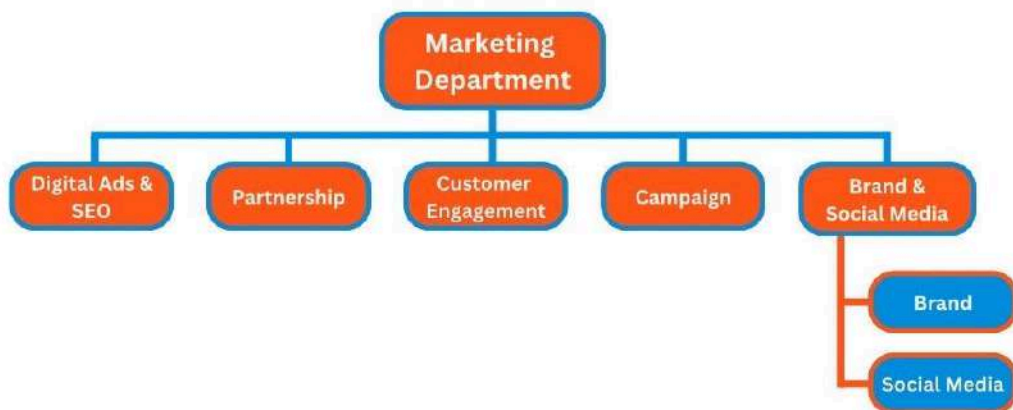 Marketing
Department
Digital Ads &
SEO
Partnership
Customer
Engagement
Campaign
Brand &
Social Media
Brand
Social Media